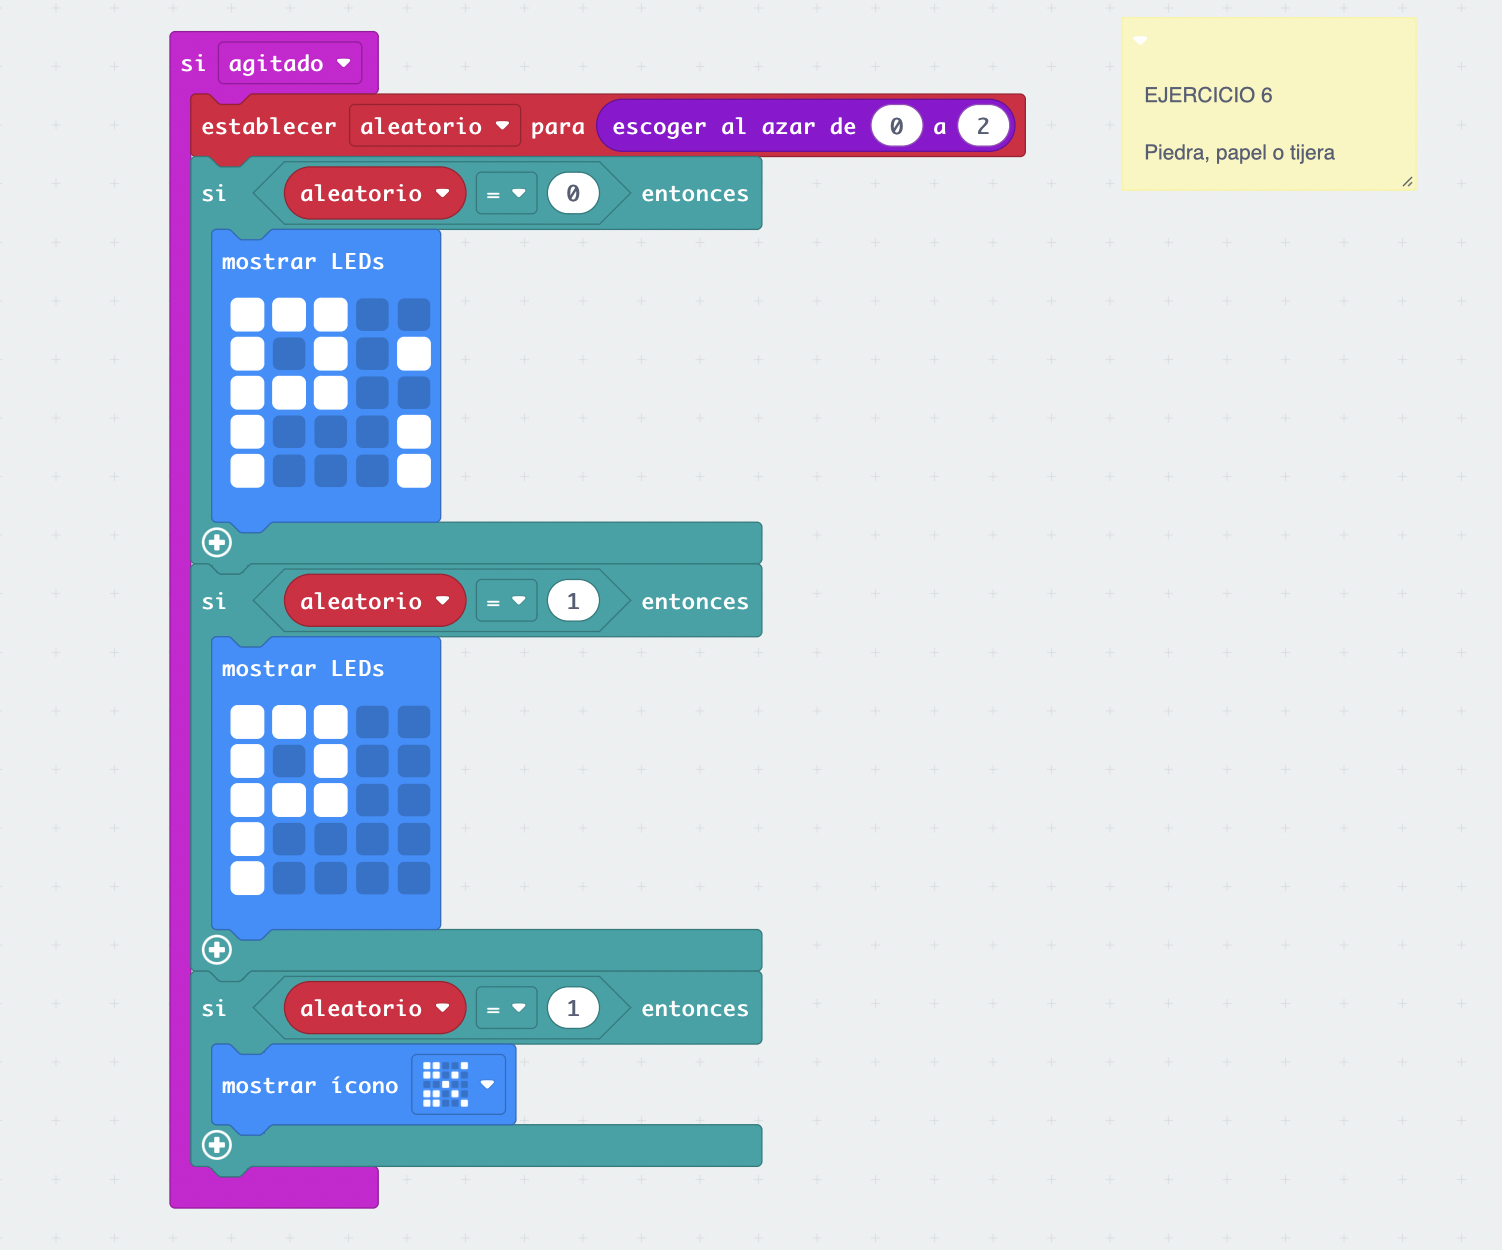 si agitado
establecer aleatorio para escoger al azar de 0 a 2
si aleatorio = 0 entonces
mostrar LEDs
si aleatorio = 1 entonces
mostrar LEDs
si aleatorio = 1 entonces
mostrar ícono
EJERCICIO 6
Piedra, papel o tijera